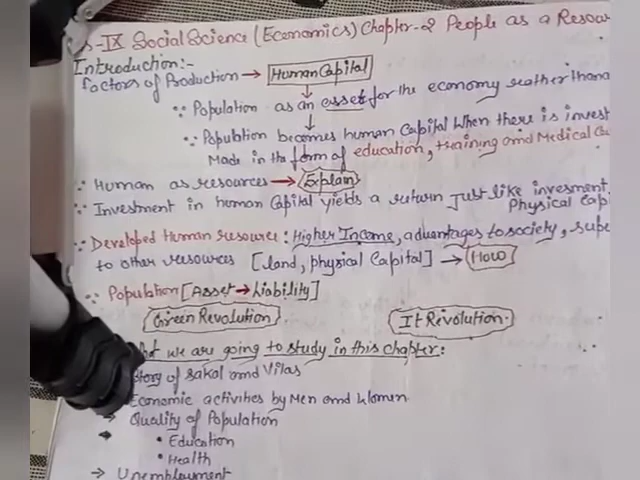 s-IX Social Science (Economics) Chapter-2 People as a Resour
Introduction:-
factors of Production → Human Capital
∵ Population as an asset for the economy reather than a
∵ Population becomes human Capital When there is invest
Made in the form of education, training and Medical Ca
∵ Human as resources → Explain
∵ Investment in human Capital yields a return Just like invesment
Physical Capi
∵ Developed Human resource: Higher Income, advantages to society, supe
to other resources [land, physical Capital] → How
∵ Population [Asset → Liability]
Green Revolution It Revolution
we are going to study in this chapter:
story of Sakal and Vilas
Economic activities by Men and Women
→ Quality of Population
• Education
• Health
→ Unemployment